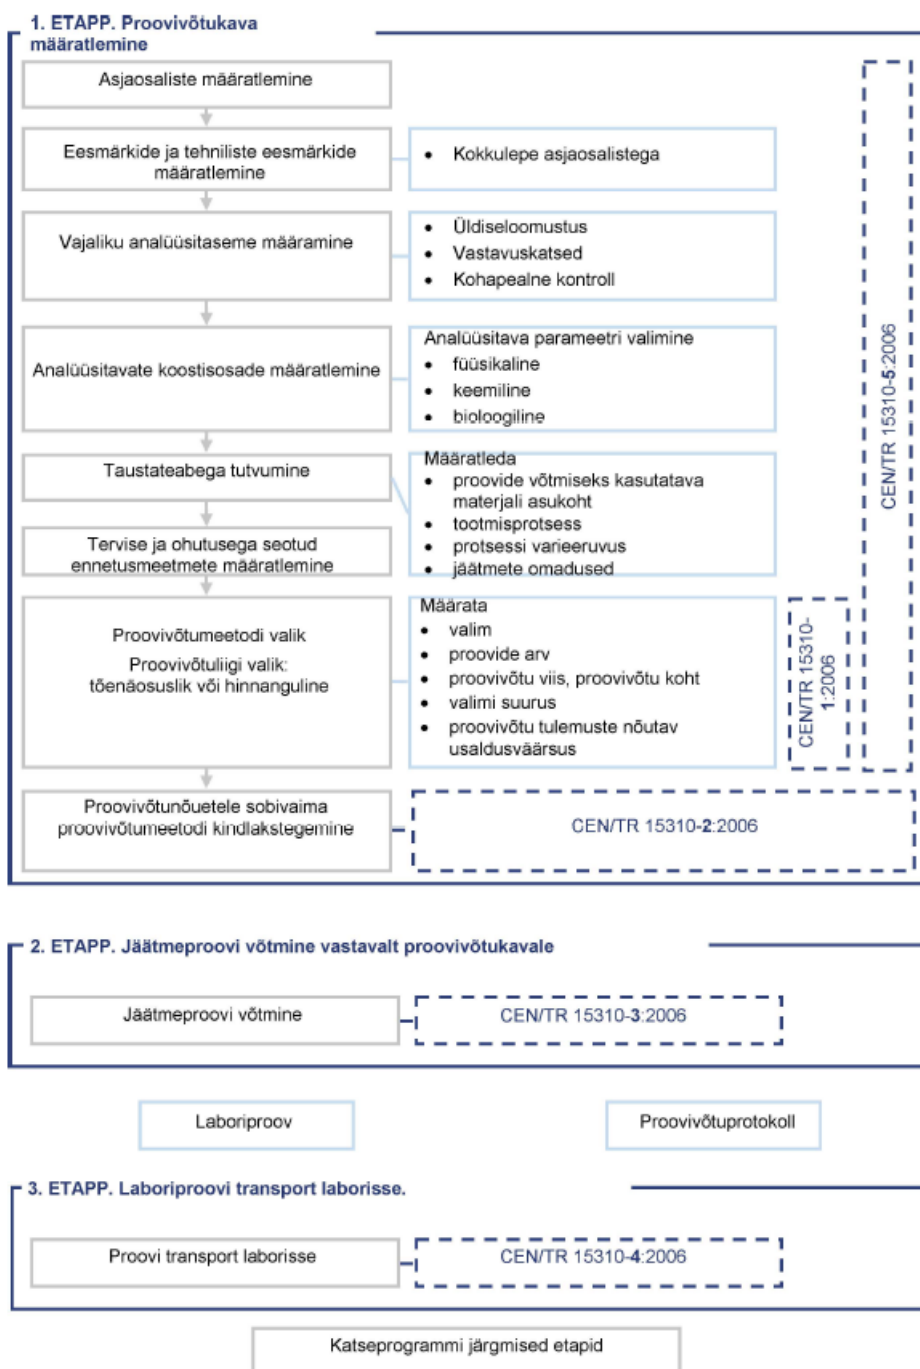 1. ETAPP. Proovivõtukava
määratlemine
Asjaosaliste määratlemine
Eesmärkide ja tehniliste eesmärkide
määratlemine
• Kokkulepe asjaosalistega
Vajaliku analüüsitaseme määramine
• Üldiseloomustus
• Vastavuskatsed
• Kohapealne kontroll
Analüüsitavate koostisosade määratlemine
Analüüsitava parameetri valimine
• füüsikaline
• keemiline
• bioloogiline
Taustateabega tutvumine
Määratleda
• proovide võtmiseks kasutatava
materjali asukoht
• tootmisprotsess
• protsessi varieeruvus
• jäätmete omadused
Tervise ja ohutusega seotud
ennetusmeetmete määratlemine
Proovivõtumeetodi valik
Proovivõtuliigi valik:
tõenäosuslik või hinnanguline
Määrata
• valim
• proovide arv
• proovivõtu viis, proovivõtu koht
• valimi suurus
• proovivõtu tulemuste nõutav
usaldusväärsus
CEN/TR 15310-
1:2006
CEN/TR 15310-5:2006
Proovivõtunõuetele sobivaima
proovivõtumeetodi kindlakstegemine
CEN/TR 15310-2:2006
2. ETAPP. Jäätmeproovi võtmine vastavalt proovivõtukavale
Jäätmeproovi võtmine
CEN/TR 15310-3:2006
Laboriproov
Proovivõtuprotokoll
3. ETAPP. Laboriproovi transport laborisse.
Proovi transport laborisse
CEN/TR 15310-4:2006
Katseprogrammi järgmised etapid